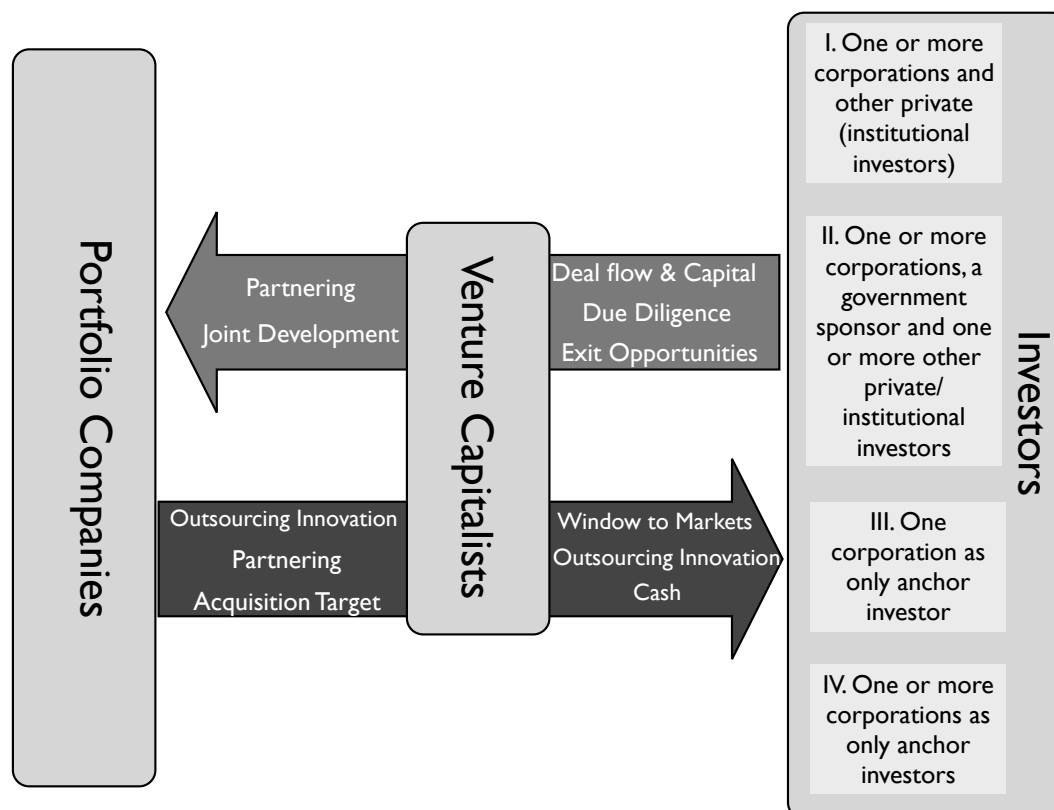 Portfolio Companies
Partnering
Joint Development
Outsourcing Innovation
Partnering
Acquisition Target
Venture Capitalists
Deal flow & Capital
Due Diligence
Exit Opportunities
Window to Markets
Outsourcing Innovation
Cash
I. One or more
corporations and
other private
(institutional
investors)
II. One or more
corporations, a
government
sponsor and one
or more other
private/
institutional
investors
III. One
corporation as
only anchor
investor
IV. One or more
corporations as
only anchor
investors
Investors